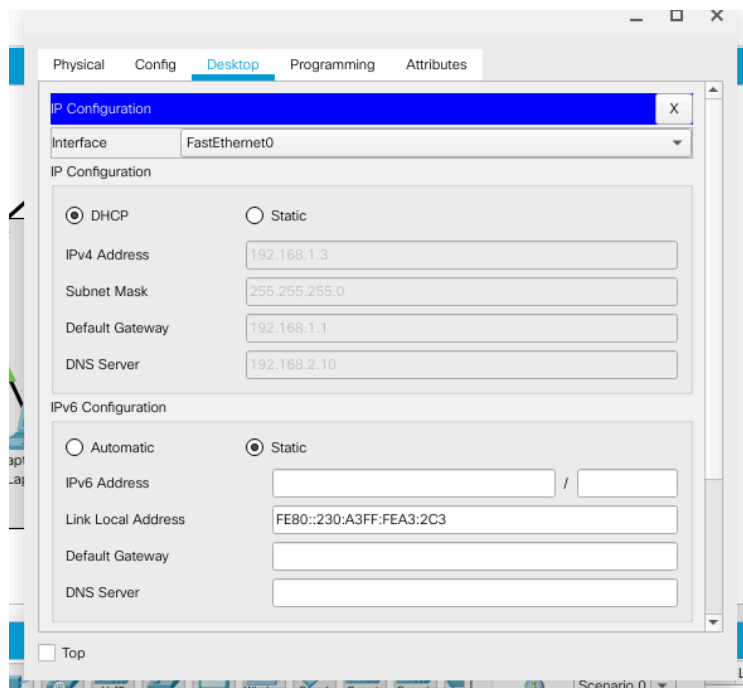 Physical Config Desktop Programming Attributes
IP Configuration X
Interface FastEthernet0
IP Configuration
DHCP Static
IPv4 Address 192.168.1.3
Subnet Mask 255.255.255.0
Default Gateway 192.168.1.1
DNS Server 192.168.2.10
IPv6 Configuration
Automatic Static
IPv6 Address /
Link Local Address FE80::230:A3FF:FEA3:2C3
Default Gateway
DNS Server
Top
Scenario 0